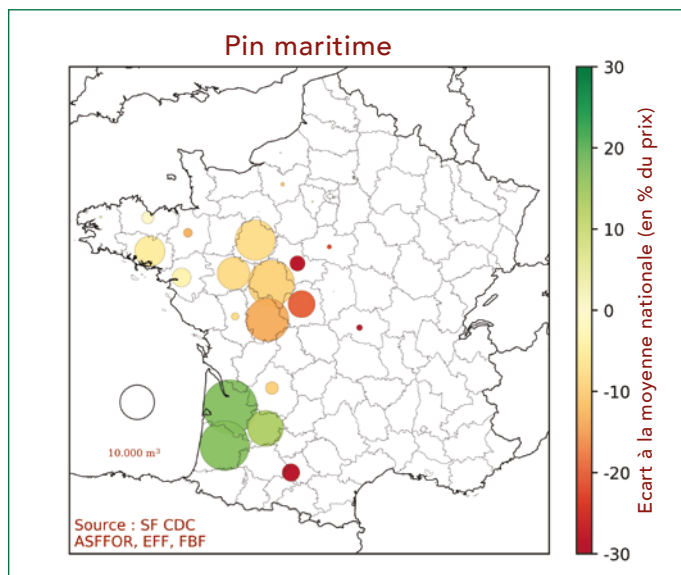 Pin maritime
30
20
10
0
-10
-20
-30
Ecart à la moyenne nationale (en % du prix)
10.000 m³
Source : SF CDC
ASFFOR, EFF, FBF